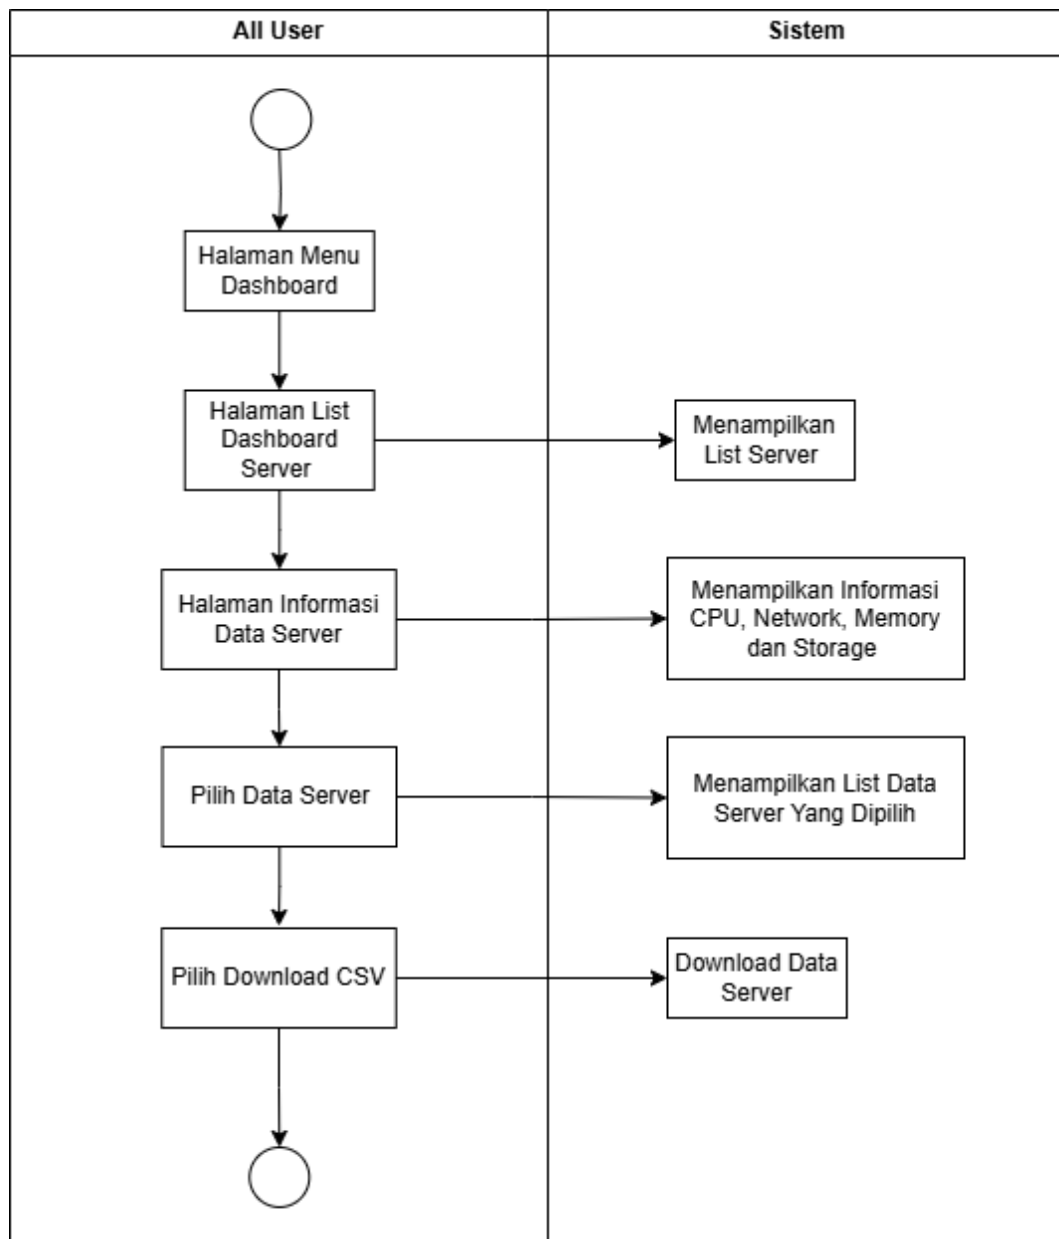 All User
Sistem
Halaman Menu
Dashboard
Halaman List
Dashboard
Server
Menampilkan
List Server
Halaman Informasi
Data Server
Menampilkan Informasi
CPU, Network, Memory
dan Storage
Pilih Data Server
Menampilkan List Data
Server Yang Dipilih
Pilih Download CSV
Download Data
Server